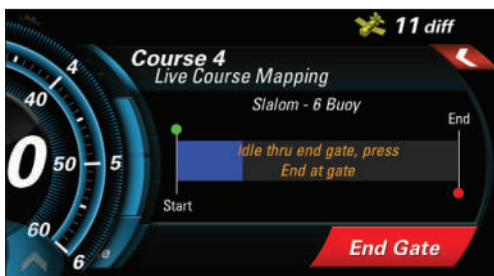 11 diff
Course 4
Live Course Mapping
Slalom - 6 Buoy
End
Idle thru end gate, press
End at gate
Start
End Gate
4
40
0
50
5
60
6
e